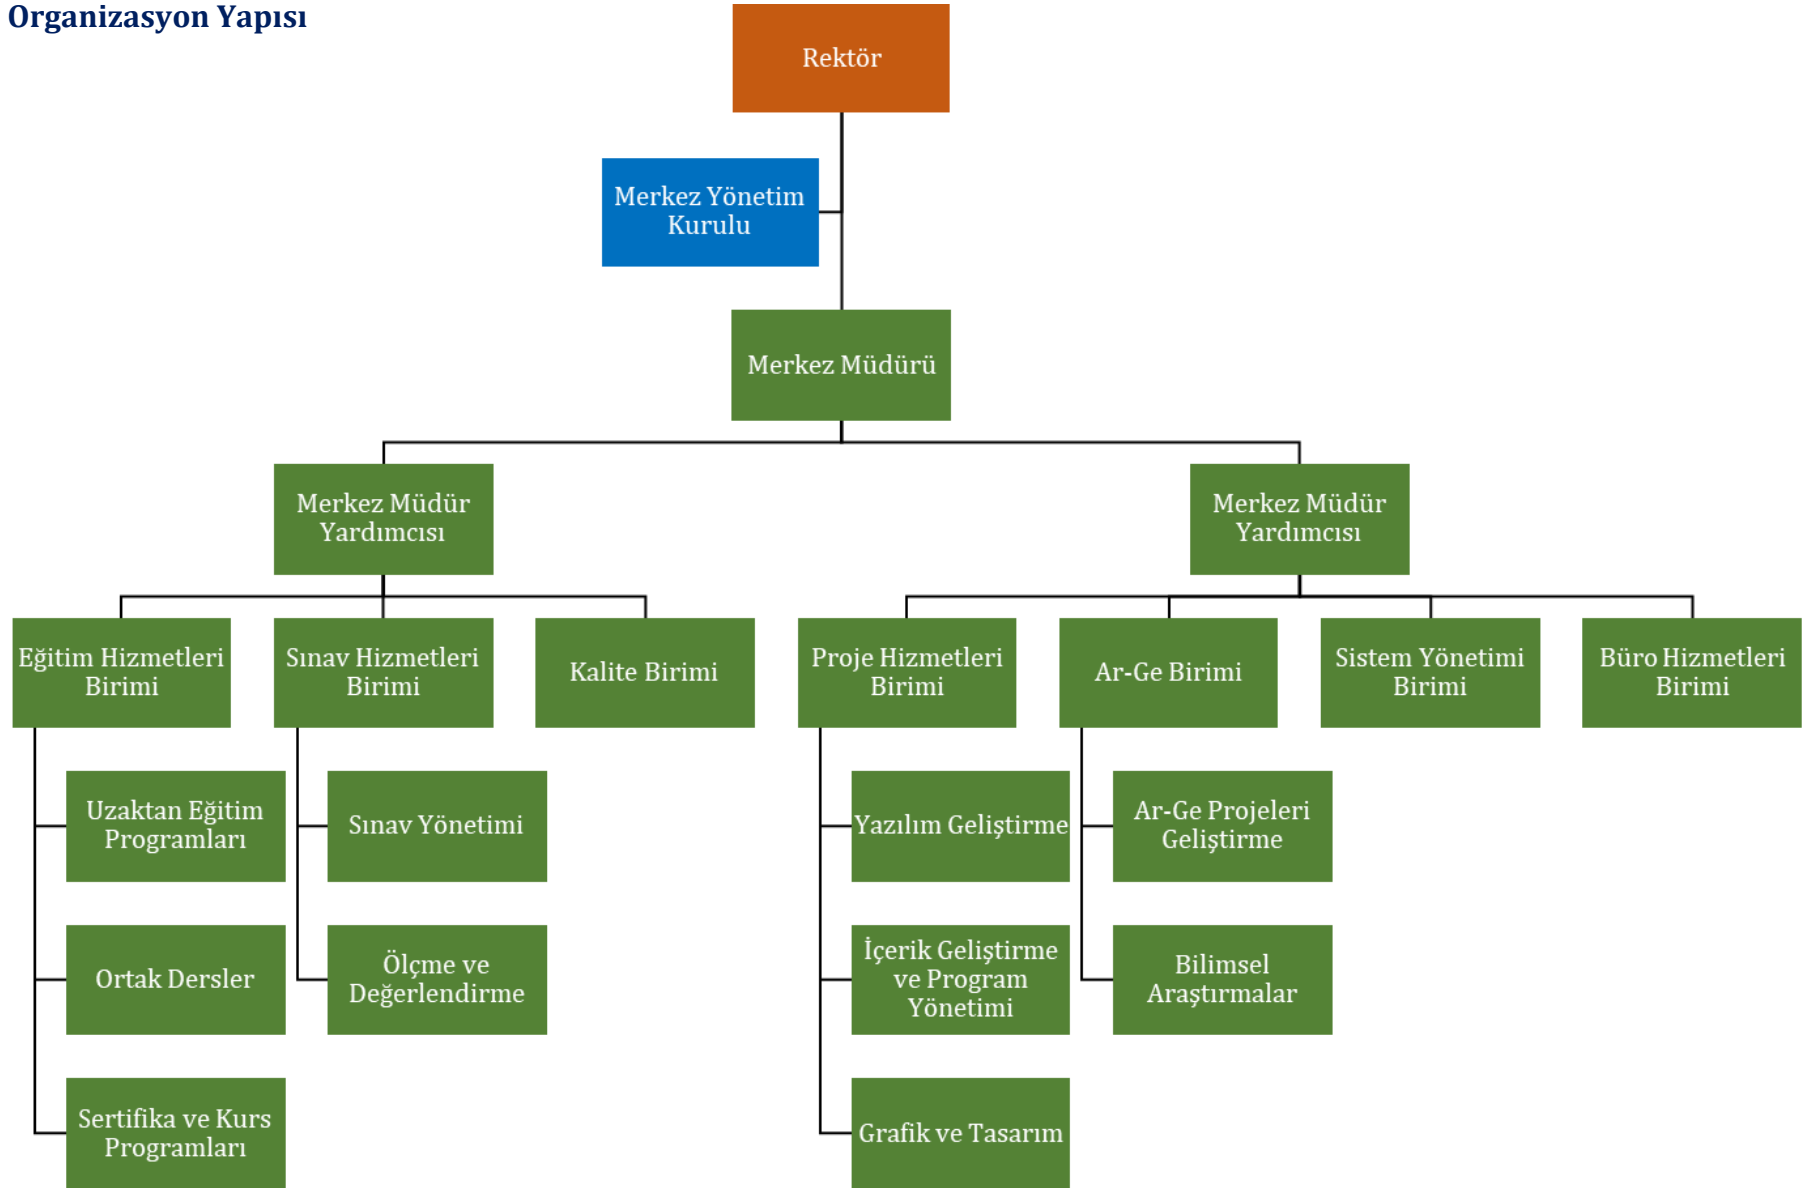 Organizasyon Yapısı
Rektör
Merkez Yönetim
Kurulu
Merkez Müdürü
Merkez Müdür
Yardımcısı
Merkez Müdür
Yardımcısı
Eğitim Hizmetleri
Birimi
Sınav Hizmetleri
Birimi
Kalite Birimi
Proje Hizmetleri
Birimi
Ar-Ge Birimi
Sistem Yönetimi
Birimi
Büro Hizmetleri
Birimi
Uzaktan Eğitim
Programları
Sınav Yönetimi
Yazılım Geliştirme
Ar-Ge Projeleri
Geliştirme
Ortak Dersler
Ölçme ve
Değerlendirme
İçerik Geliştirme
ve Program
Yönetimi
Bilimsel
Araştırmalar
Sertifika ve Kurs
Programları
Grafik ve Tasarım